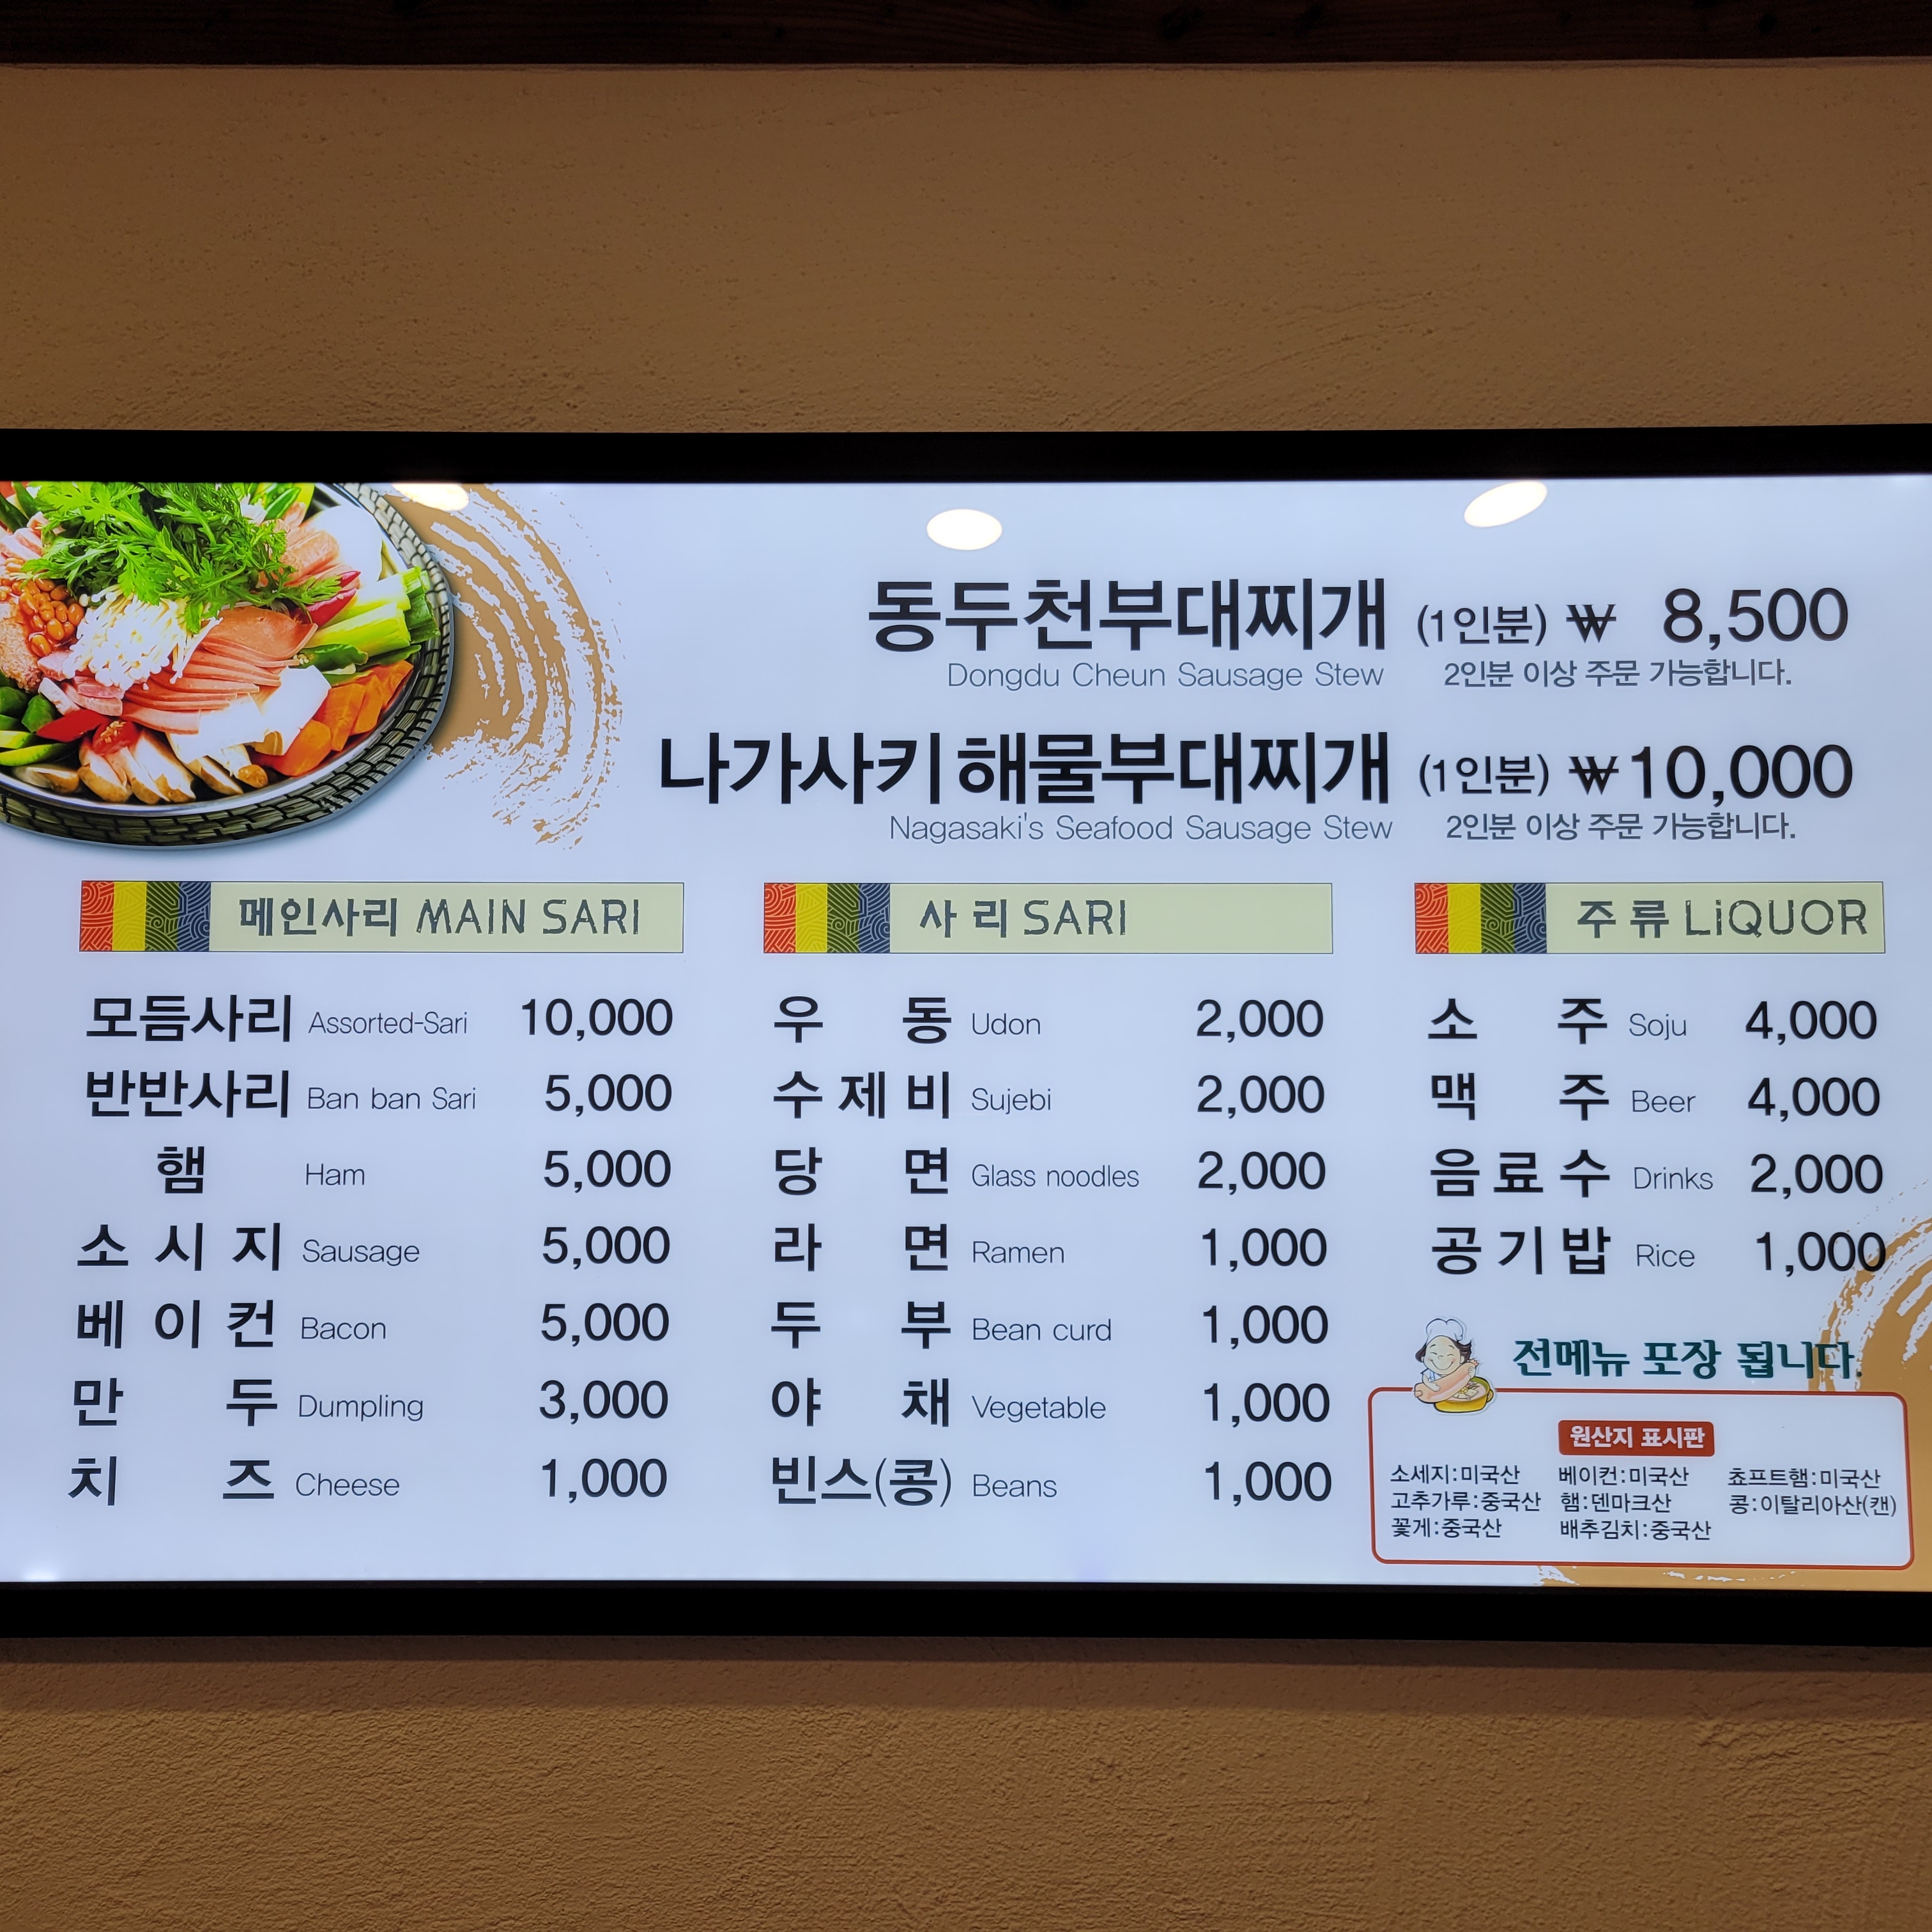 동두천부대찌개 (1인분) ₩ 8,500
Dongdu Cheun Sausage Stew 2인분 이상 주문 가능합니다.
나가사키해물부대찌개 (1인분) ₩10,000
Nagasaki's Seafood Sausage Stew 2인분 이상 주문 가능합니다.
메인사리 MAIN SARI
모듬사리 Assorted-Sari 10,000
반반사리 Ban ban Sari 5,000
햄 Ham 5,000
소시지 Sausage 5,000
베이컨 Bacon 5,000
만두 Dumpling 3,000
치즈 Cheese 1,000
사리 SARI
우동 Udon 2,000
수제비 Sujebi 2,000
당면 Glass noodles 2,000
라면 Ramen 1,000
두부 Bean curd 1,000
야채 Vegetable 1,000
빈스(콩) Beans 1,000
주류 LiQUOR
소주 Soju 4,000
맥주 Beer 4,000
음료수 Drinks 2,000
공기밥 Rice 1,000
전메뉴 포장 됩니다.
원산지 표시판
소세지:미국산 베이컨:미국산 쵸프트햄:미국산
고추가루:중국산 햄:덴마크산 콩:이탈리아산(캔)
꽃게:중국산 배추김치:중국산